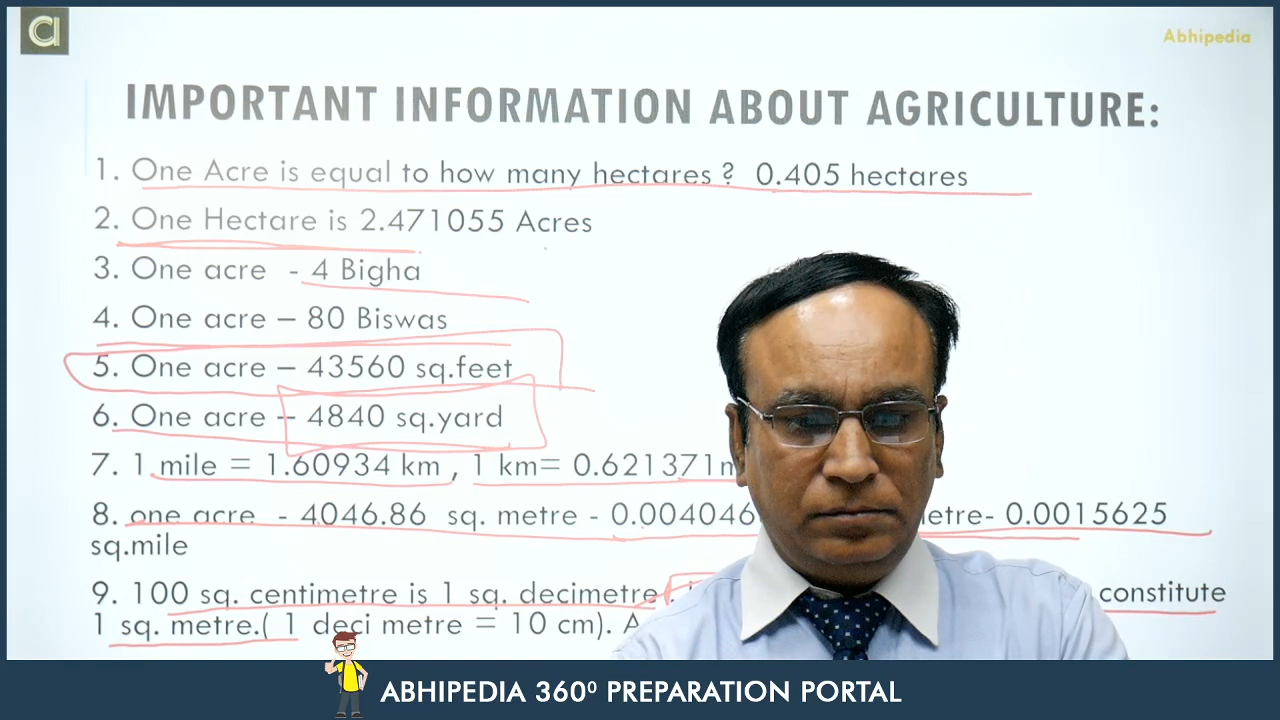 Abhipedia
IMPORTANT INFORMATION ABOUT AGRICULTURE:
1. One Acre is equal to how many hectares ? 0.405 hectares
2. One Hectare is 2.471055 Acres
3. One acre - 4 Bigha
4. One acre – 80 Biswas
5. One acre – 43560 sq.feet
6. One acre – 4840 sq.yard
7. 1 mile = 1.60934 km , 1 km= 0.621371
8. one acre - 4046.86 sq. metre - 0.004046 etre- 0.0015625
sq.mile
9. 100 sq. centimetre is 1 sq. decimetre constitute
1 sq. metre.( 1 deci metre = 10 cm).
ABHIPEDIA 360⁰ PREPARATION PORTAL